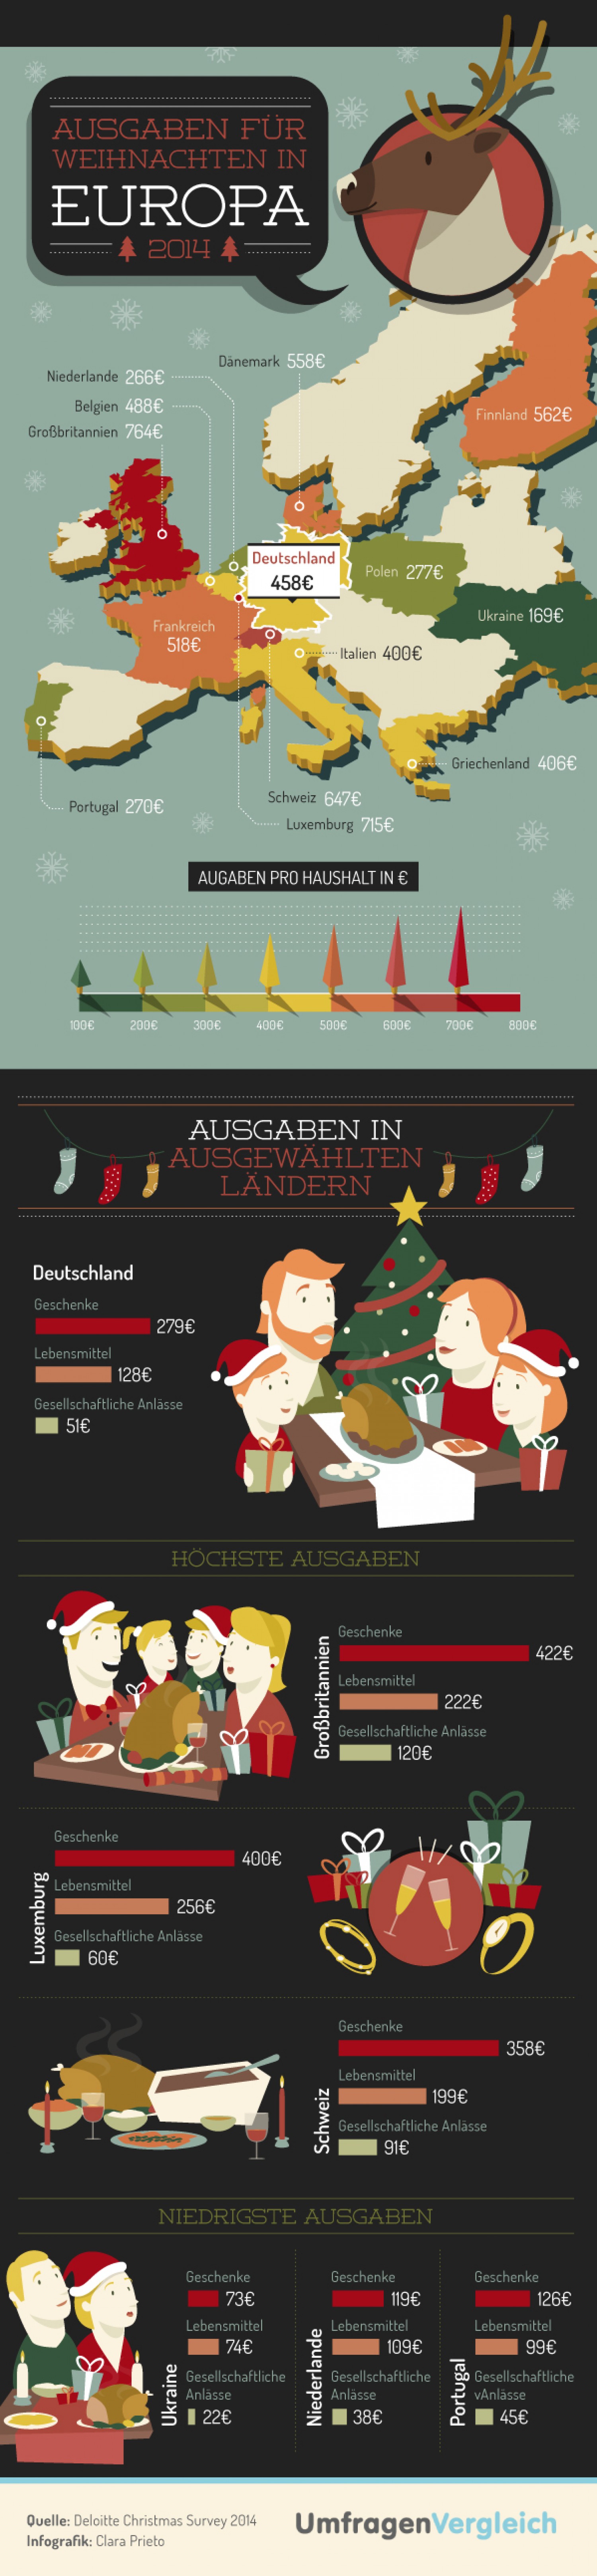 AUSGABEN FÜR
WEIHNACHTEN IN
EUROPA
2014
Dänemark 558€
Niederlande 266€
Belgien 488€
Großbritannien 764€
Finnland 562€
Deutschland
458€
Polen 277€
Ukraine 169€
Frankreich
518€
Italien 400€
Griechenland 406€
Schweiz 647€
Portugal 270€
Luxemburg 715€
AUGABEN PRO HAUSHALT IN €
100€ 200€ 300€ 400€ 500€ 600€ 700€ 800€
AUSGABEN IN
AUSGEWÄHLTEN
LÄNDERN
Deutschland
Geschenke
279€
Lebensmittel
128€
Gesellschaftliche Anlässe
51€
HÖCHSTE AUSGABEN
Großbritannien
Geschenke
422€
Lebensmittel
222€
Gesellschaftliche Anlässe
120€
Luxemburg
Geschenke
400€
Lebensmittel
256€
Gesellschaftliche Anlässe
60€
Schweiz
Geschenke
358€
Lebensmittel
199€
Gesellschaftliche Anlässe
91€
NIEDRIGSTE AUSGABEN
Ukraine
Geschenke
73€
Lebensmittel
74€
Gesellschaftliche
Anlässe
22€
Niederlande
Geschenke
119€
Lebensmittel
109€
Gesellschaftliche
Anlässe
38€
Portugal
Geschenke
126€
Lebensmittel
99€
Gesellschaftliche
vAnlässe
45€
Quelle: Deloitte Christmas Survey 2014
Infografik: Clara Prieto
UmfragenVergleich